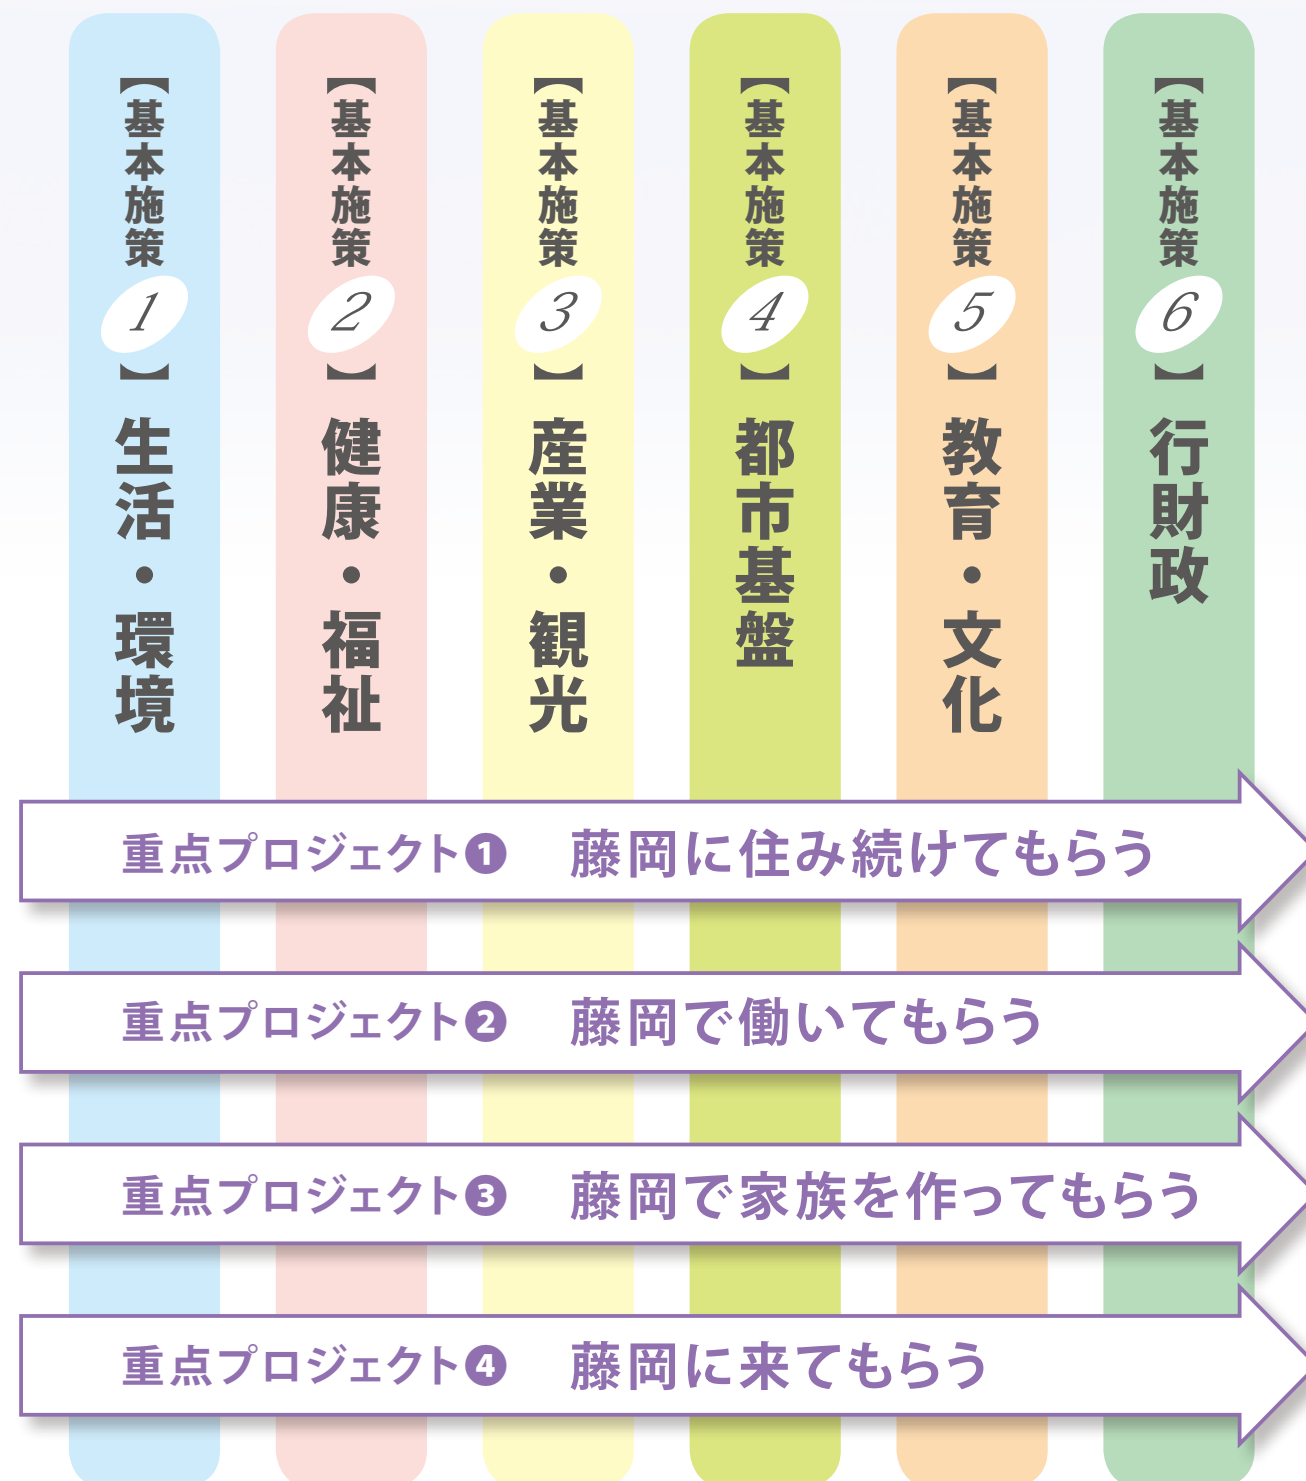 【基本施策1】生活・環境
【基本施策2】健康・福祉
【基本施策3】産業・観光
【基本施策4】都市基盤
【基本施策5】教育・文化
【基本施策6】行財政
重点プロジェクト❶ 藤岡に住み続けてもらう
重点プロジェクト❷ 藤岡で働いてもらう
重点プロジェクト❸ 藤岡で家族を作ってもらう
重点プロジェクト❹ 藤岡に来てもらう